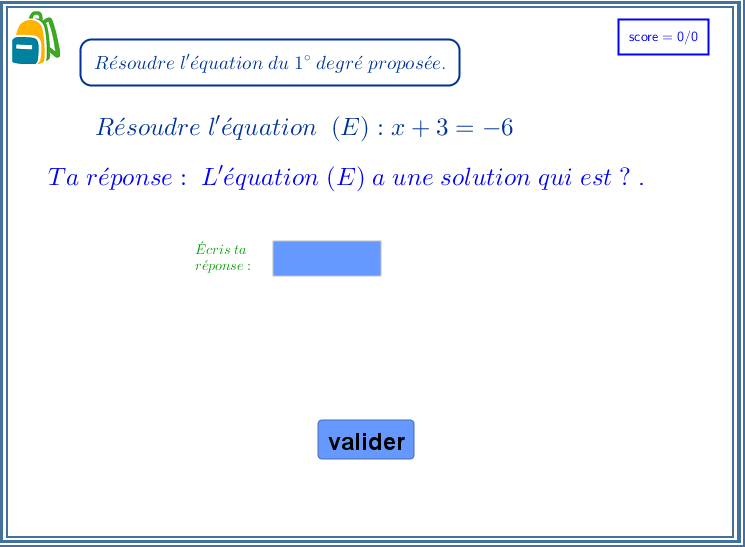 score = 0/0
Résoudre l'équation du 1° degré proposée.
Résoudre l'équation (E) : x + 3 = −6
Ta réponse : L'équation (E) a une solution qui est ? .
Écris ta
réponse :
valider